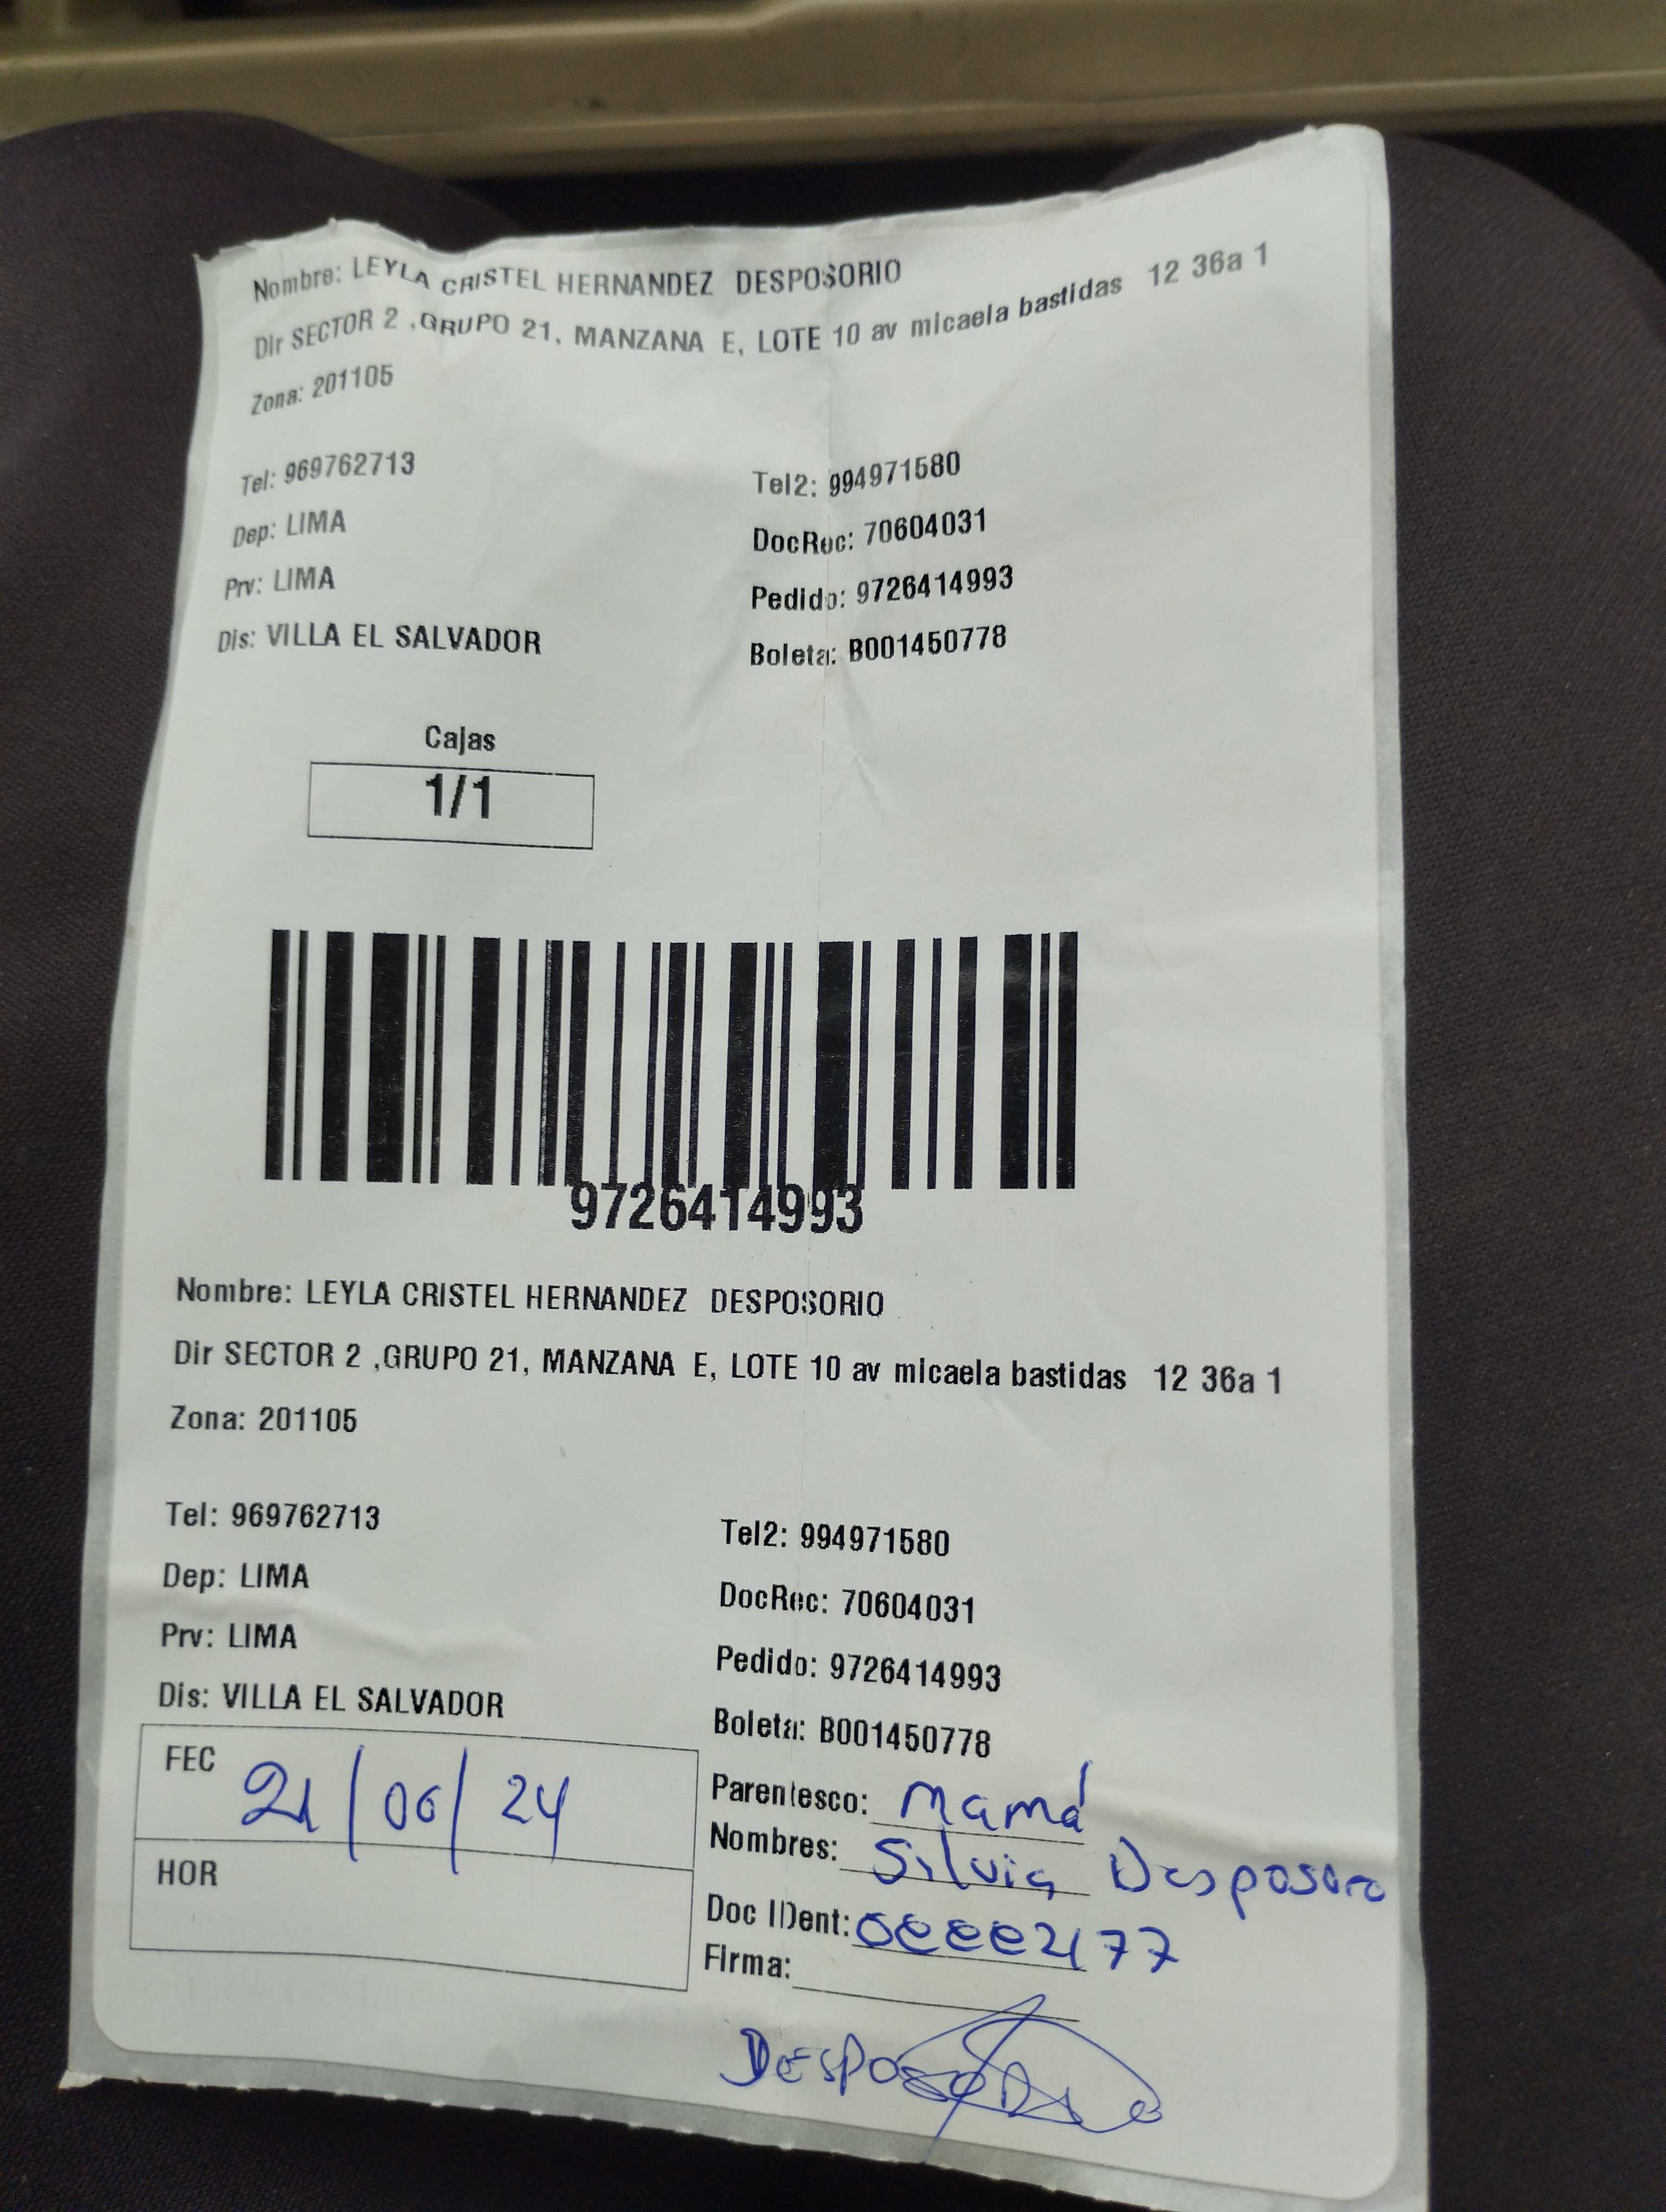 Nombre: LEYLA CRISTEL HERNANDEZ DESPOSORIO
Dir SECTOR 2 ,GRUPO 21, MANZANA E, LOTE 10 av micaela bastidas 12 36a 1
Zona: 201105
Tel: 969762713 Tel2: 994971580
Dep: LIMA DocRec: 70604031
Prv: LIMA Pedido: 9726414993
Dis: VILLA EL SALVADOR Boleta: B001450778
Cajas
1/1
9726414993
Nombre: LEYLA CRISTEL HERNANDEZ DESPOSORIO
Dir SECTOR 2 ,GRUPO 21, MANZANA E, LOTE 10 av micaela bastidas 12 36a 1
Zona: 201105
Tel: 969762713 Tel2: 994971580
Dep: LIMA DocRec: 70604031
Prv: LIMA Pedido: 9726414993
Dis: VILLA EL SALVADOR Boleta: B001450778
FEC 21/06/24
Parentesco: Mamá
Nombres: Silvia Desposorio
HOR
Doc IDent:
Firma: